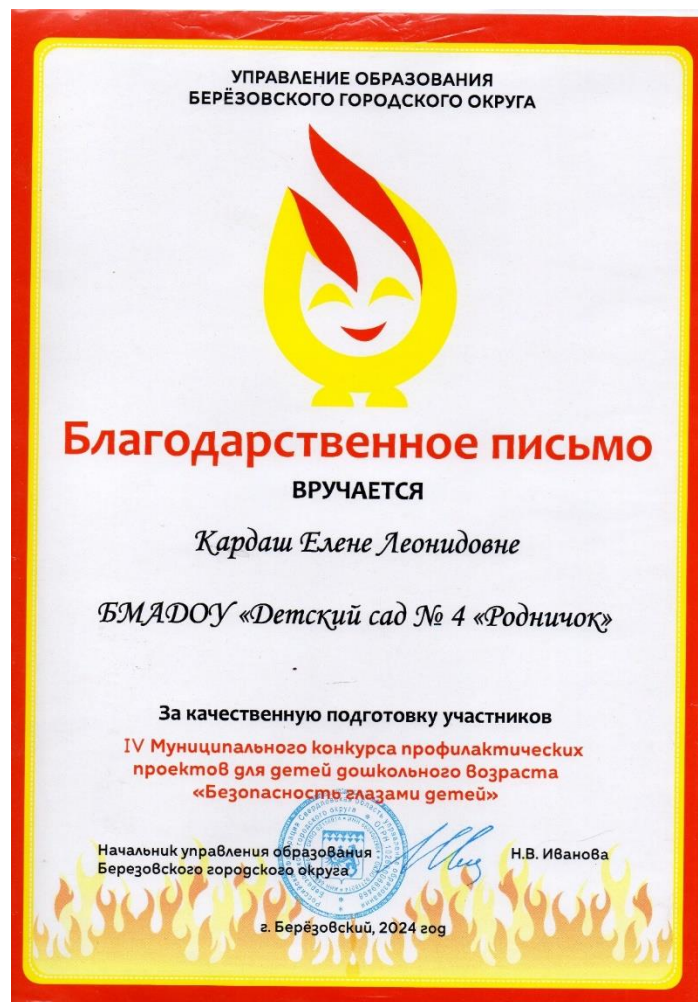 УПРАВЛЕНИЕ ОБРАЗОВАНИЯ
БЕРЁЗОВСКОГО ГОРОДСКОГО ОКРУГА
Благодарственное письмо
ВРУЧАЕТСЯ
Кардаш Елене Леонидовне
БМАДОУ «Детский сад № 4 «Родничок»
За качественную подготовку участников
IV Муниципального конкурса профилактических
проектов для детей дошкольного возраста
«Безопасность глазами детей»
Начальник управления образования
Березовского городского округа
Н.В. Иванова
г. Берёзовский, 2024 год